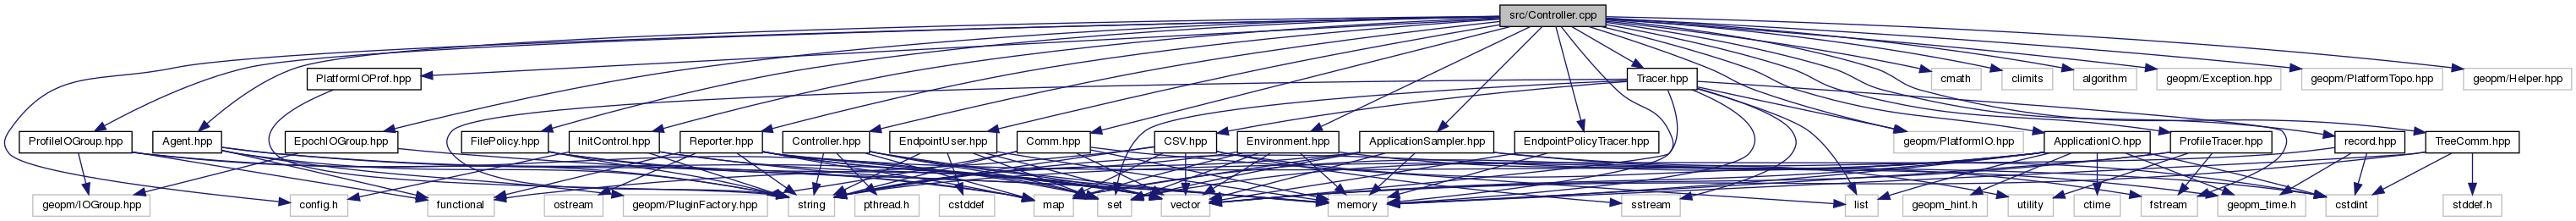 src/Controller.cpp
PlatformIOProf.hpp
Tracer.hpp
cmath
climits
algorithm
geopm/Exception.hpp
geopm/PlatformTopo.hpp
geopm/Helper.hpp
ProfileIOGroup.hpp
Agent.hpp
EpochIOGroup.hpp
FilePolicy.hpp
InitControl.hpp
Reporter.hpp
Controller.hpp
EndpointUser.hpp
Comm.hpp
CSV.hpp
Environment.hpp
ApplicationSampler.hpp
EndpointPolicyTracer.hpp
geopm/PlatformIO.hpp
ApplicationIO.hpp
ProfileTracer.hpp
record.hpp
TreeComm.hpp
geopm/IOGroup.hpp
config.h
functional
ostream
geopm/PluginFactory.hpp
string
pthread.h
cstddef
map
set
vector
memory
sstream
list
geopm_hint.h
utility
ctime
fstream
geopm_time.h
cstdint
stddef.h